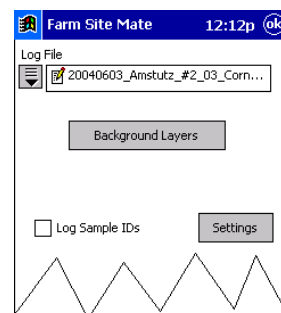 Farm Site Mate 12:12p ok
Log File
20040603_Amstutz_#2_03_Corn...
Background Layers
Log Sample IDs Settings